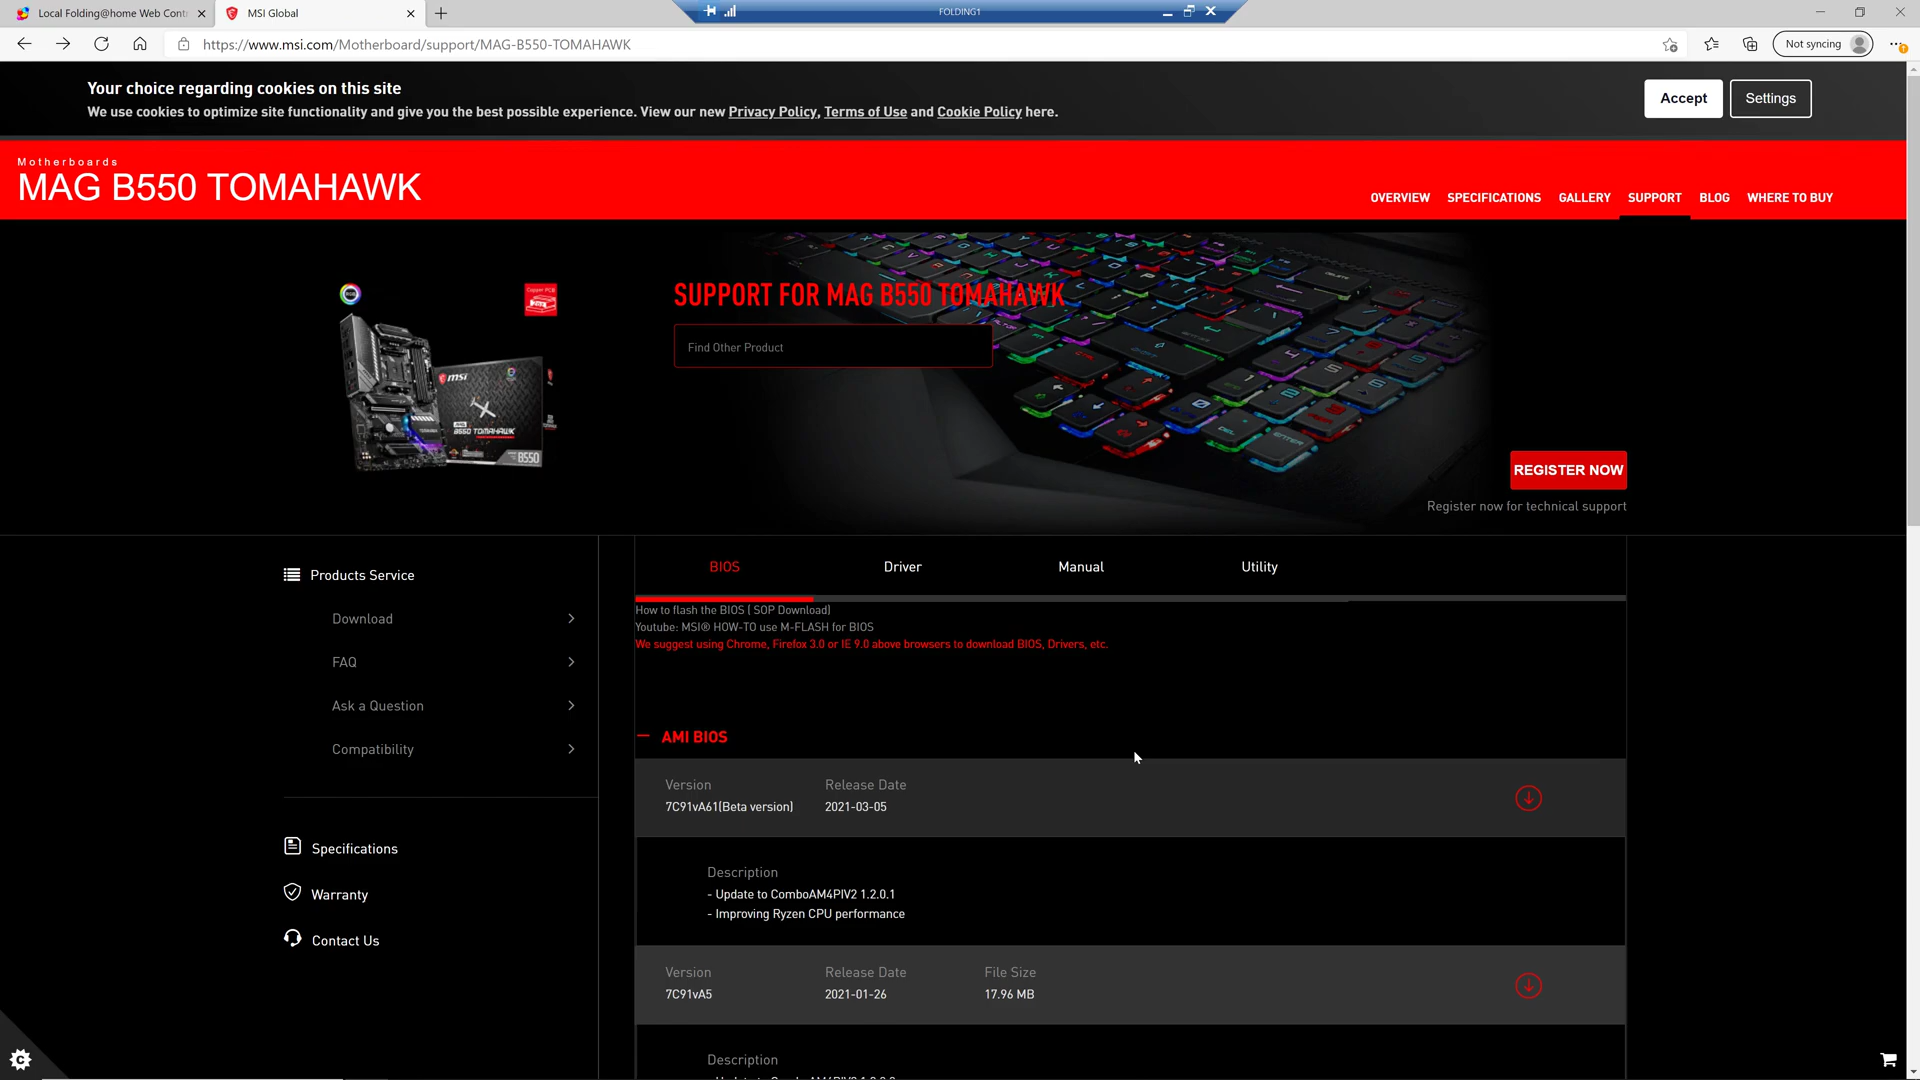 Local Folding@home Web Contr
MSI Global
FOLDING1
https://www.msi.com/Motherboard/support/MAG-B550-TOMAHAWK
Not syncing
Your choice regarding cookies on this site
We use cookies to optimize site functionality and give you the best possible experience. View our new Privacy Policy, Terms of Use and Cookie Policy here.
Accept
Settings
Motherboards
MAG B550 TOMAHAWK
OVERVIEW
SPECIFICATIONS
GALLERY
SUPPORT
BLOG
WHERE TO BUY
Copper PCB
SUPPORT FOR MAG B550 TOMAHAWK
Find Other Product
msi
MAG
B550 TOMAHAWK
B550
REGISTER NOW
Register now for technical support
Products Service
Download
FAQ
Ask a Question
Compatibility
Specifications
Warranty
Contact Us
BIOS
Driver
Manual
Utility
How to flash the BIOS ( SOP Download)
Youtube: MSI® HOW-TO use M-FLASH for BIOS
We suggest using Chrome, Firefox 3.0 or IE 9.0 above browsers to download BIOS, Drivers, etc.
AMI BIOS
Version
7C91vA61(Beta version)
Release Date
2021-03-05
Description
- Update to ComboAM4PIV2 1.2.0.1
- Improving Ryzen CPU performance
Version
7C91vA5
Release Date
2021-01-26
File Size
17.96 MB
Description